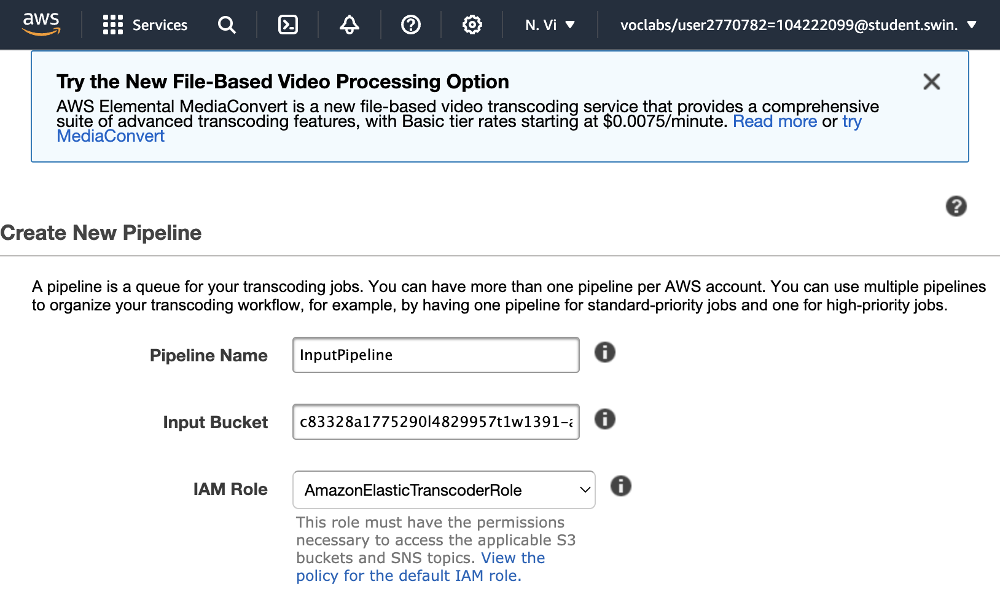 aws Services N. Vi voclabs/user2770782=104222099@student.swin.
Try the New File-Based Video Processing Option
AWS Elemental MediaConvert is a new file-based video transcoding service that provides a comprehensive
suite of advanced transcoding features, with Basic tier rates starting at $0.0075/minute. Read more or try
MediaConvert
Create New Pipeline
A pipeline is a queue for your transcoding jobs. You can have more than one pipeline per AWS account. You can use multiple pipelines
to organize your transcoding workflow, for example, by having one pipeline for standard-priority jobs and one for high-priority jobs.
Pipeline Name InputPipeline
Input Bucket c83328a1775290l4829957t1w1391-a
IAM Role AmazonElasticTranscoderRole
This role must have the permissions
necessary to access the applicable S3
buckets and SNS topics. View the
policy for the default IAM role.